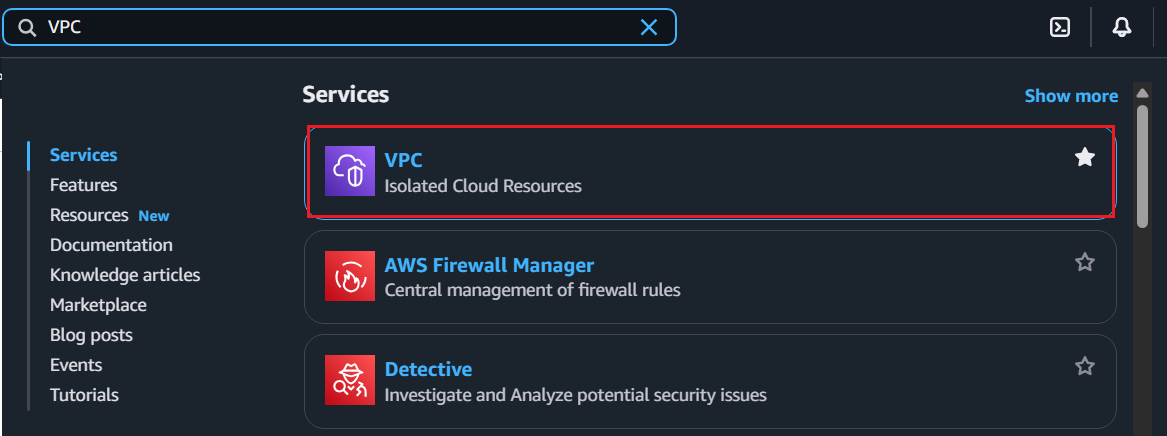 VPC
Services
Show more
Services
Features
Resources New
Documentation
Knowledge articles
Marketplace
Blog posts
Events
Tutorials
VPC
Isolated Cloud Resources
AWS Firewall Manager
Central management of firewall rules
Detective
Investigate and Analyze potential security issues